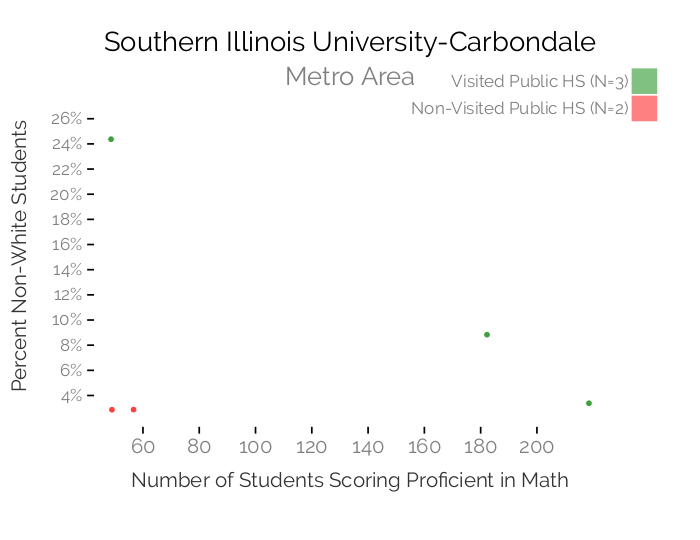 Southern Illinois University-Carbondale
Metro Area
Visited Public HS (N=3)
Non-Visited Public HS (N=2)
Percent Non-White Students
26%
24%
22%
20%
18%
16%
14%
12%
10%
8%
6%
4%
60 80 100 120 140 160 180 200
Number of Students Scoring Proficient in Math